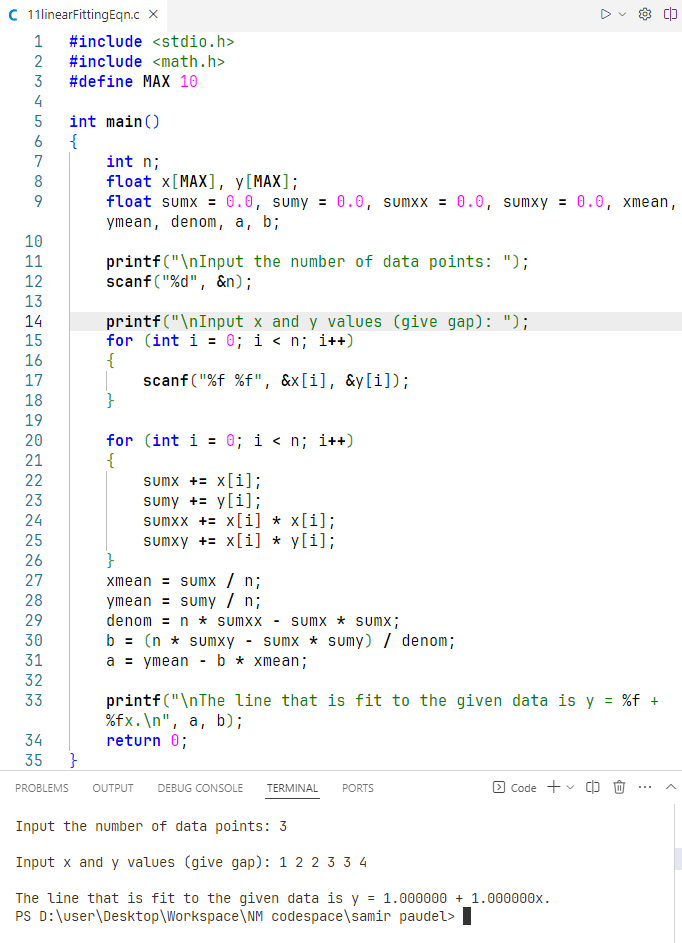 11linearFittingEqn.c
1 #include <stdio.h>
2 #include <math.h>
3 #define MAX 10
4
5 int main()
6 {
7     int n;
8     float x[MAX], y[MAX];
9     float sumx = 0.0, sumy = 0.0, sumxx = 0.0, sumxy = 0.0, xmean,
    ymean, denom, a, b;
10
11     printf("\nInput the number of data points: ");
12     scanf("%d", &n);
13
14     printf("\nInput x and y values (give gap): ");
15     for (int i = 0; i < n; i++)
16     {
17         scanf("%f %f", &x[i], &y[i]);
18     }
19
20     for (int i = 0; i < n; i++)
21     {
22         sumx += x[i];
23         sumy += y[i];
24         sumxx += x[i] * x[i];
25         sumxy += x[i] * y[i];
26     }
27     xmean = sumx / n;
28     ymean = sumy / n;
29     denom = n * sumxx - sumx * sumx;
30     b = (n * sumxy - sumx * sumy) / denom;
31     a = ymean - b * xmean;
32
33     printf("\nThe line that is fit to the given data is y = %f +
    %fx.\n", a, b);
34     return 0;
35 }
PROBLEMS OUTPUT DEBUG CONSOLE TERMINAL PORTS Code
Input the number of data points: 3
Input x and y values (give gap): 1 2 2 3 3 4
The line that is fit to the given data is y = 1.000000 + 1.000000x.
PS D:\user\Desktop\Workspace\NM codespace\samir paudel>